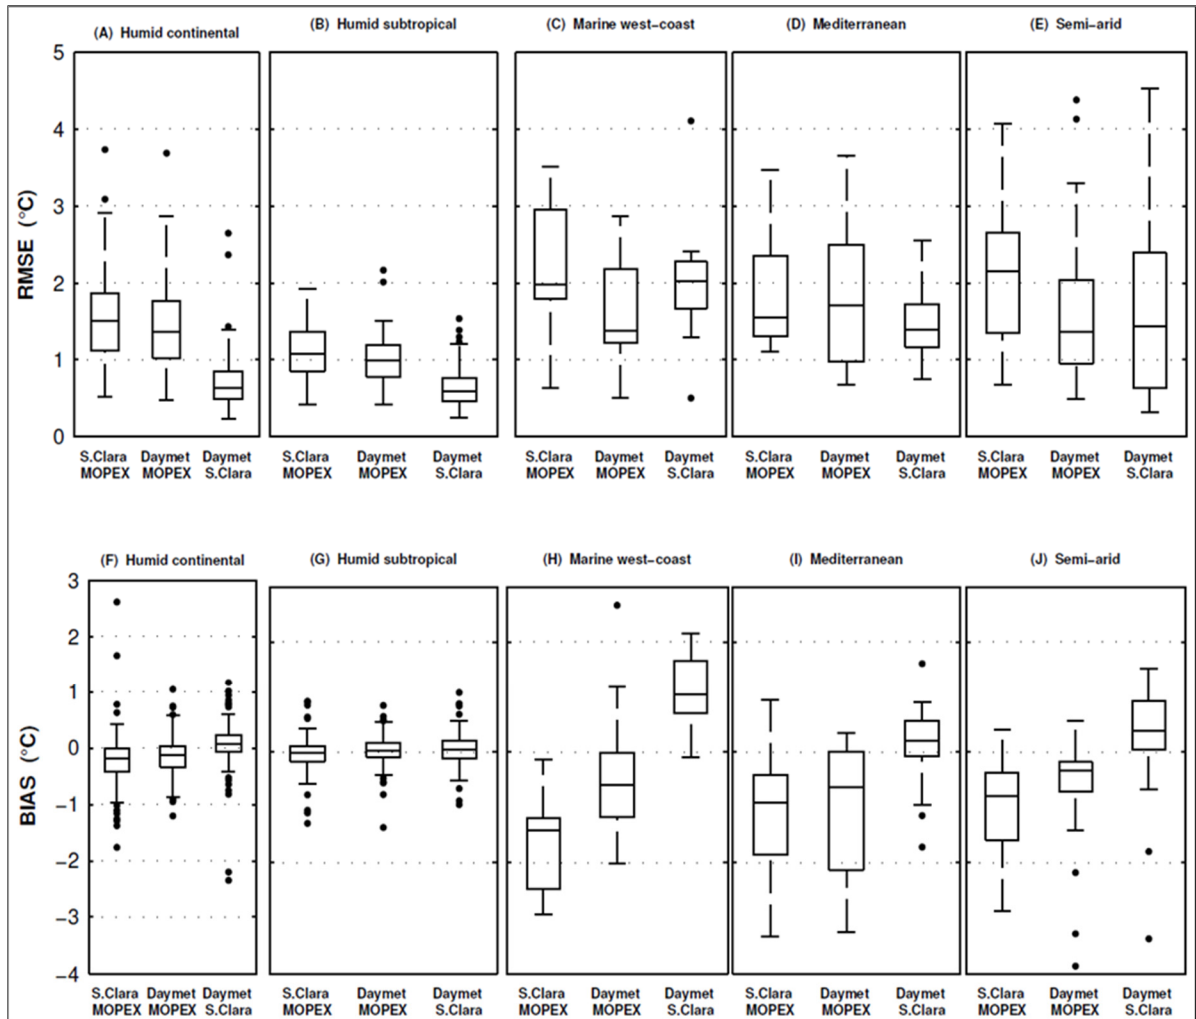 (A) Humid continental
(B) Humid subtropical
(C) Marine west−coast
(D) Mediterranean
(E) Semi−arid
RMSE (°C)
5
4
3
2
1
0
S.Clara Daymet Daymet
MOPEX MOPEX S.Clara
S.Clara Daymet Daymet
MOPEX MOPEX S.Clara
S.Clara Daymet Daymet
MOPEX MOPEX S.Clara
S.Clara Daymet Daymet
MOPEX MOPEX S.Clara
S.Clara Daymet Daymet
MOPEX MOPEX S.Clara
(F) Humid continental
(G) Humid subtropical
(H) Marine west−coast
(I) Mediterranean
(J) Semi−arid
BIAS (°C)
3
2
1
0
−1
−2
−3
−4
S.Clara Daymet Daymet
MOPEX MOPEX S.Clara
S.Clara Daymet Daymet
MOPEX MOPEX S.Clara
S.Clara Daymet Daymet
MOPEX MOPEX S.Clara
S.Clara Daymet Daymet
MOPEX MOPEX S.Clara
S.Clara Daymet Daymet
MOPEX MOPEX S.Clara